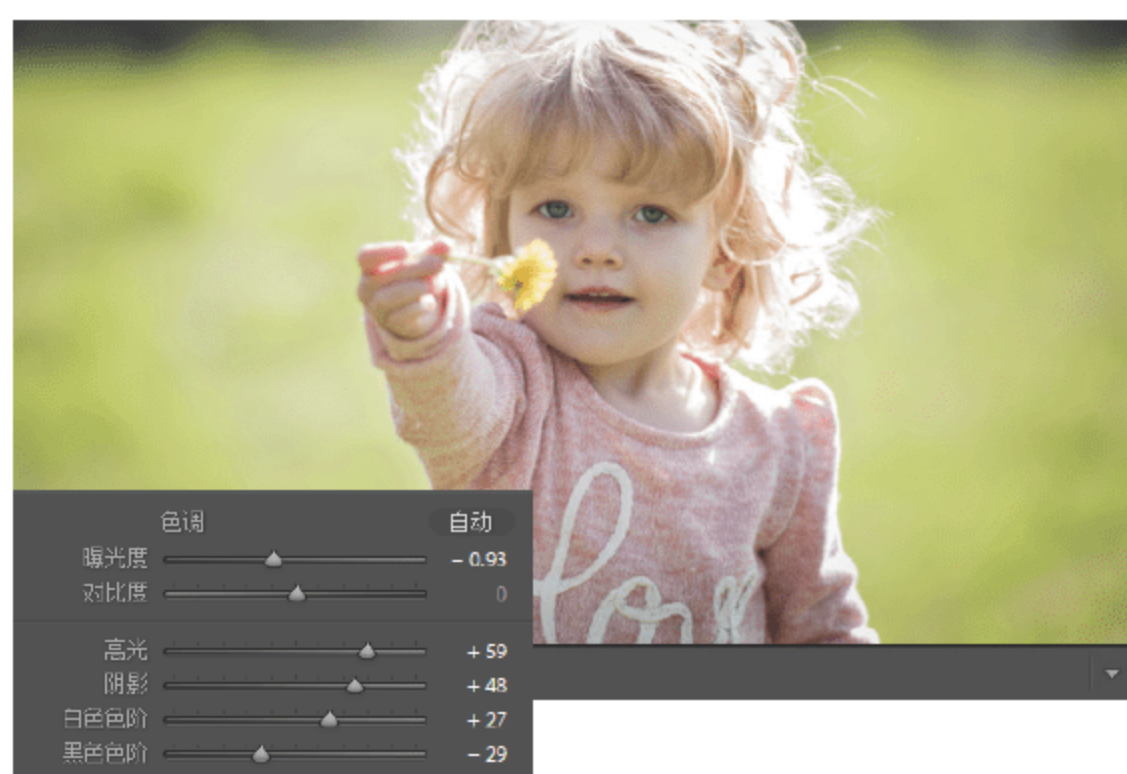 love
色调 自动
曝光度 – 0.93
对比度 0
高光 + 59
阴影 + 48
白色色阶 + 27
黑色色阶 – 29